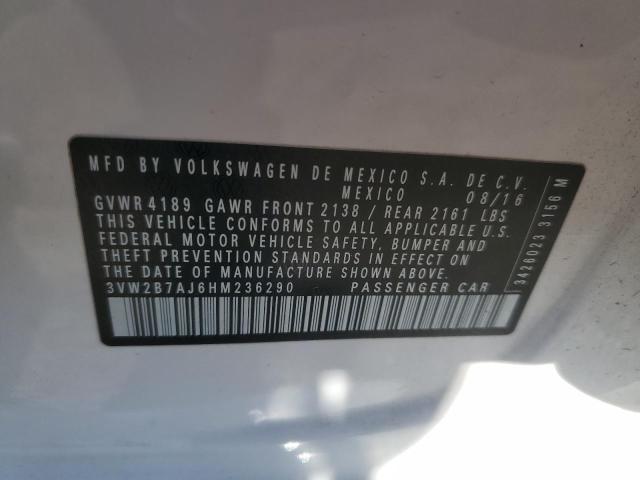 MFD BY VOLKSWAGEN DE MEXICO S.A. DE C.V.
MEXICO 08/16
GVWR 4189 GAWR FRONT 2138 / REAR 2161 LBS
THIS VEHICLE CONFORMS TO ALL APPLICABLE U.S.
FEDERAL MOTOR VEHICLE SAFETY, BUMPER AND
THEFT PREVENTION STANDARDS IN EFFECT ON
THE DATE OF MANUFACTURE SHOWN ABOVE.
3VW2B7AJ6HM236290 PASSENGER CAR
3426023 3156 M